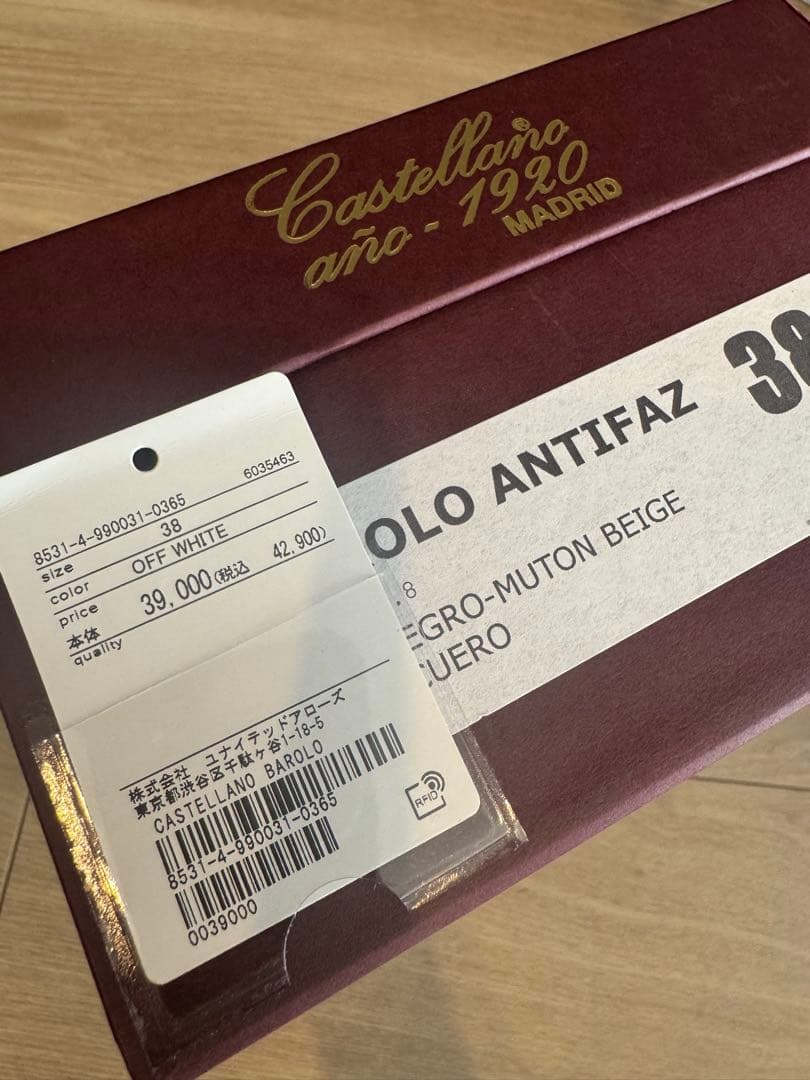 Castellano®
año - 1920
MADRID
38
OLO ANTIFAZ
.8
EGRO-MUTON BEIGE
CUERO
8531-4-990031-0365 6035463
size 38
color OFF WHITE
price 39,000(税込 42,900)
本体
quality
株式会社 ユナイテッドアローズ
東京都渋谷区千駄ヶ谷1-18-5
CASTELLANO BAROLO
8531-4-990031-0365
0039000
RFID